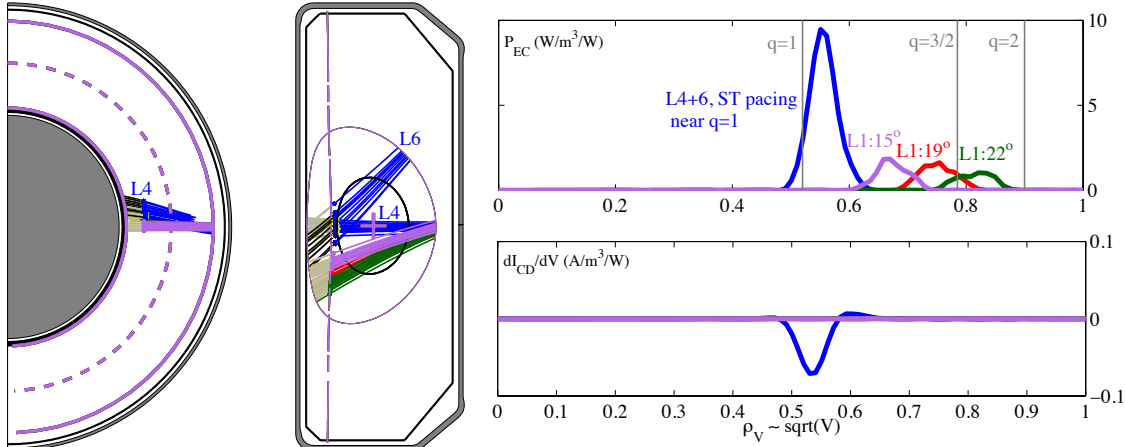 L4
L6
L4
P_EC (W/m³/W)
q=1
q=3/2
q=2
L4+6, ST pacing
near q=1
L1:15°
L1:19°
L1:22°
10
5
0
0
0.2
0.4
0.6
0.8
1
dI_CD/dV (A/m³/W)
0.1
0
−0.1
0
0.1
0.2
0.3
0.4
0.5
0.6
0.7
0.8
0.9
1
ρ_V ~ sqrt(V)